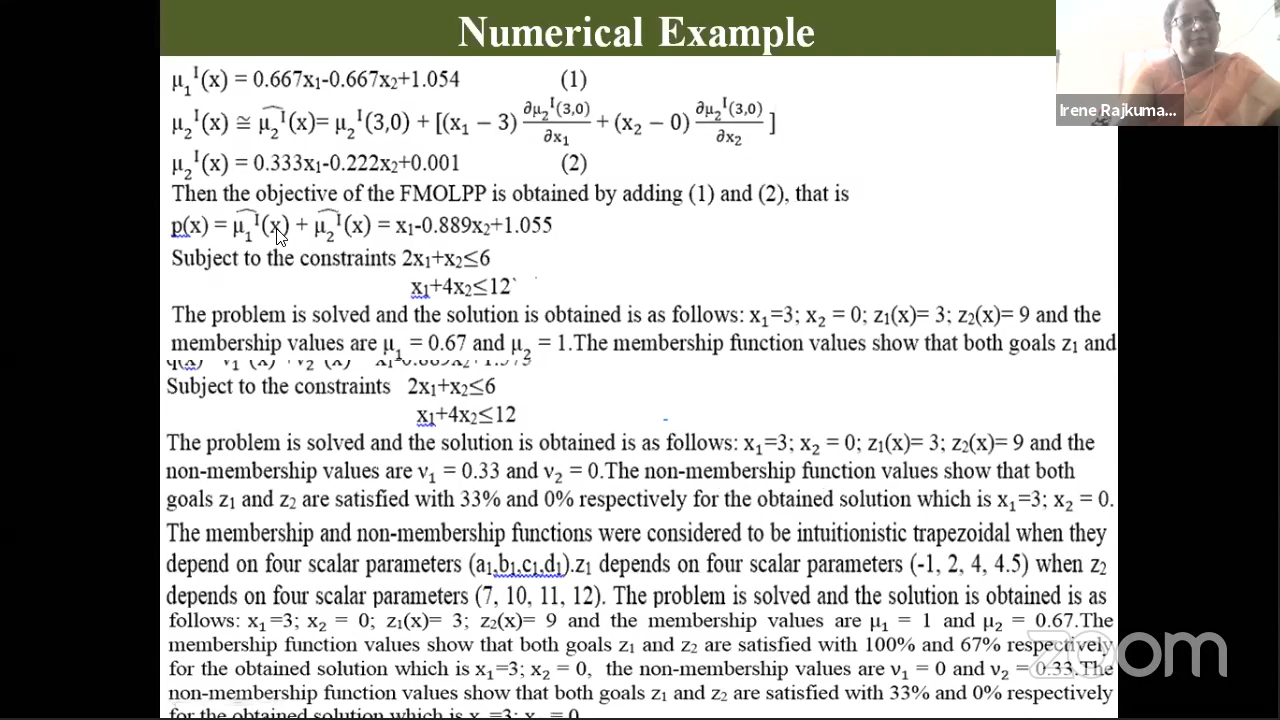 Numerical Example
Irene Rajkuma...
μ₁ᴵ(x) = 0.667x₁-0.667x₂+1.054 (1)
μ₂ᴵ(x) ≅ μ̂₂ᴵ(x)= μ₂ᴵ(3,0) + [(x₁ − 3) ∂μ₂ᴵ(3,0)/∂x₁ + (x₂ − 0) ∂μ₂ᴵ(3,0)/∂x₂ ]
μ₂ᴵ(x) = 0.333x₁-0.222x₂+0.001 (2)
Then the objective of the FMOLPP is obtained by adding (1) and (2), that is
p(x) = μ̂₁ᴵ(x) + μ̂₂ᴵ(x) = x₁-0.889x₂+1.055
Subject to the constraints 2x₁+x₂≤6
x₁+4x₂≤12`
The problem is solved and the solution is obtained is as follows: x₁=3; x₂ = 0; z₁(x)= 3; z₂(x)= 9 and the
membership values are μ₁ = 0.67 and μ₂ = 1.The membership function values show that both goals z₁ and
Subject to the constraints 2x₁+x₂≤6
x₁+4x₂≤12
The problem is solved and the solution is obtained is as follows: x₁=3; x₂ = 0; z₁(x)= 3; z₂(x)= 9 and the
non-membership values are ν₁ = 0.33 and ν₂ = 0.The non-membership function values show that both
goals z₁ and z₂ are satisfied with 33% and 0% respectively for the obtained solution which is x₁=3; x₂ = 0.
The membership and non-membership functions were considered to be intuitionistic trapezoidal when they
depend on four scalar parameters (a₁,b₁,c₁,d₁).z₁ depends on four scalar parameters (-1, 2, 4, 4.5) when z₂
depends on four scalar parameters (7, 10, 11, 12). The problem is solved and the solution is obtained is as
follows: x₁=3; x₂ = 0; z₁(x)= 3; z₂(x)= 9 and the membership values are μ₁ = 1 and μ₂ = 0.67.The
membership function values show that both goals z₁ and z₂ are satisfied with 100% and 67% respectively
for the obtained solution which is x₁=3; x₂ = 0, the non-membership values are ν₁ = 0 and ν₂ = 0.33.The
non-membership function values show that both goals z₁ and z₂ are satisfied with 33% and 0% respectively
for the obtained solution which is x₁=3; x₂ = 0
zoom